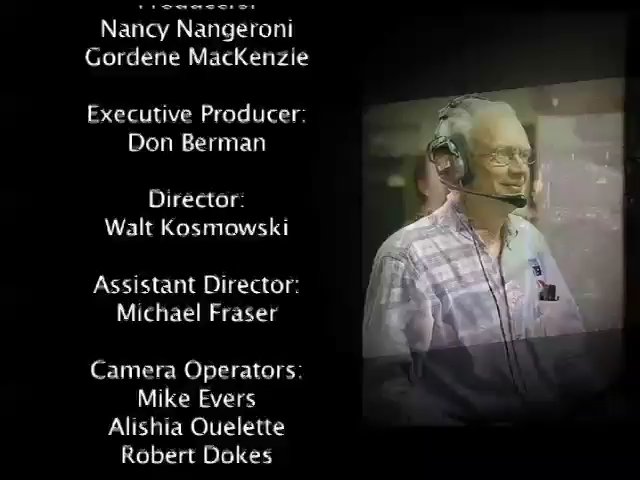 Producers:
Nancy Nangeroni
Gordene MacKenzie
Executive Producer:
Don Berman
Director:
Walt Kosmowski
Assistant Director:
Michael Fraser
Camera Operators:
Mike Evers
Alishia Ouelette
Robert Dokes